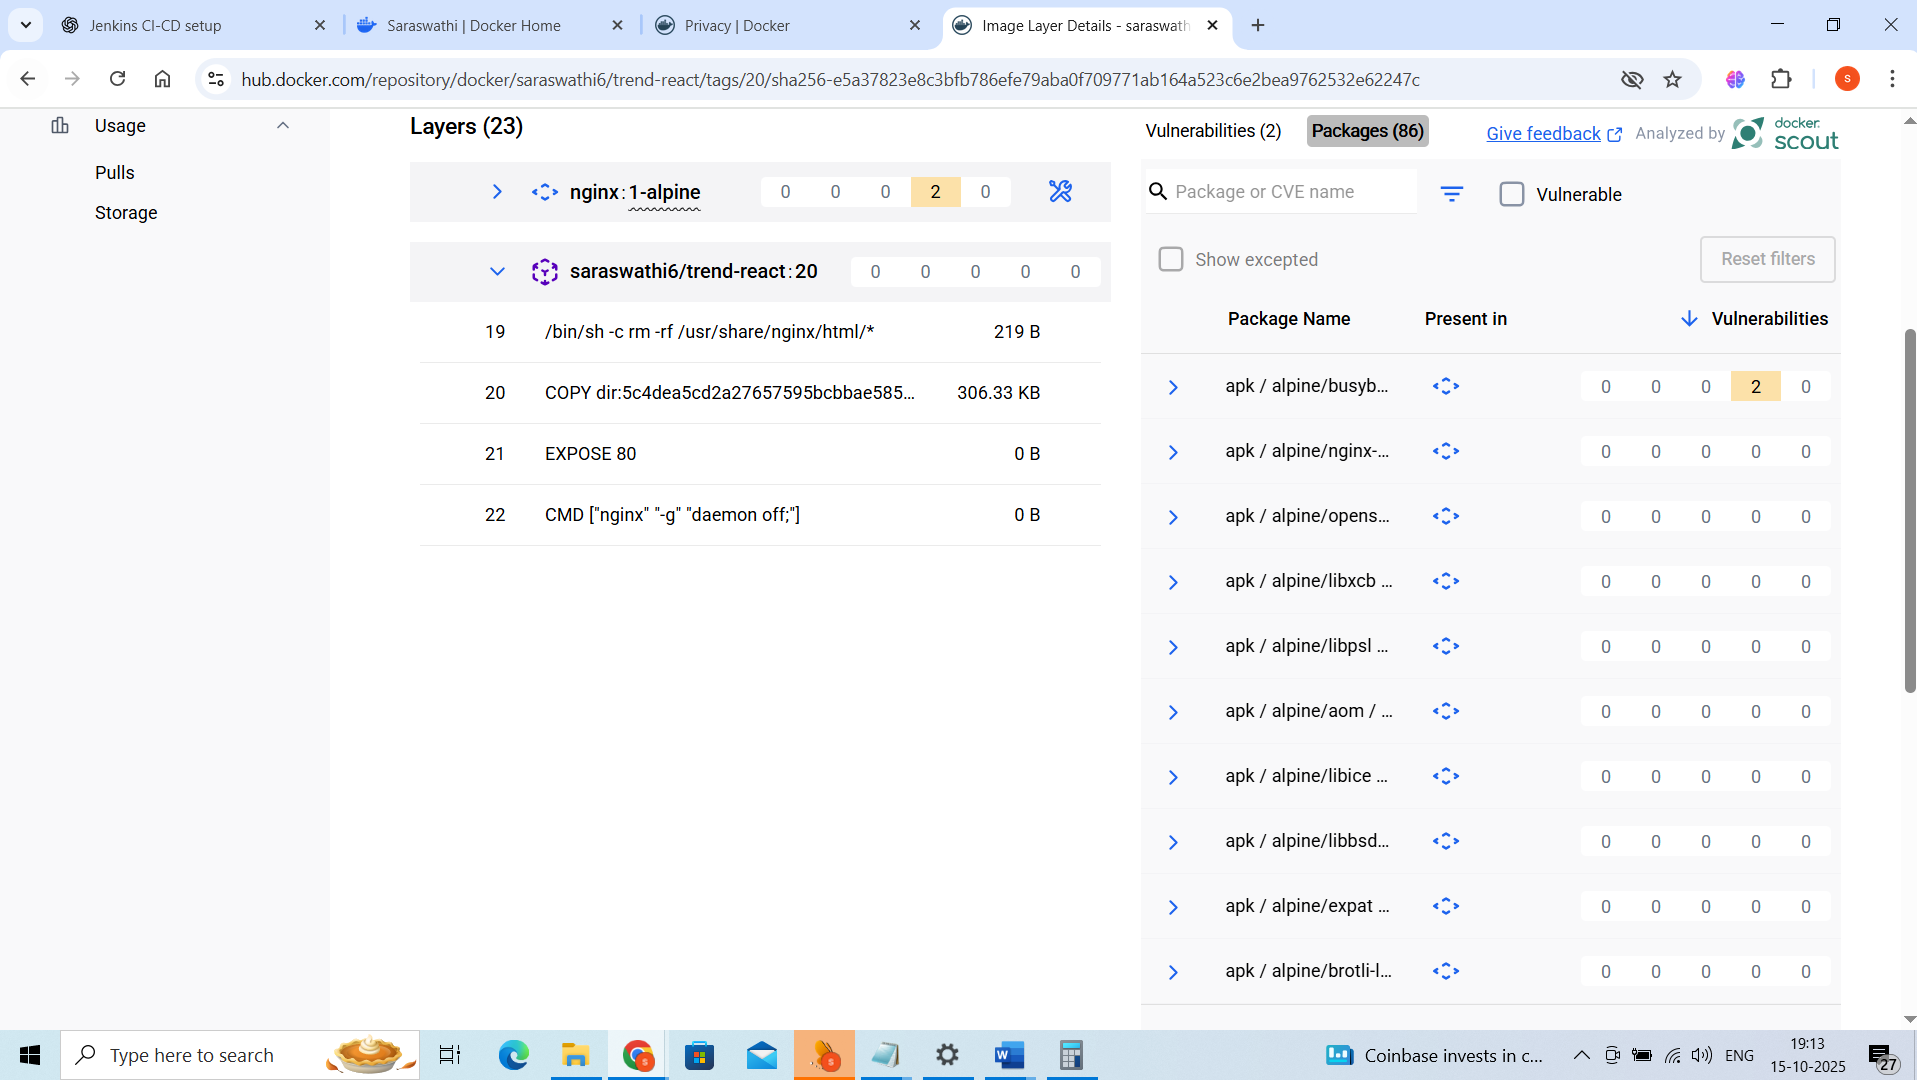 Jenkins CI-CD setup
Saraswathi | Docker Home
Privacy | Docker
Image Layer Details - saraswath
hub.docker.com/repository/docker/saraswathi6/trend-react/tags/20/sha256-e5a37823e8c3bfb786efe79aba0f709771ab164a523c6e2bea9762532e62247c
S
Usage
Pulls
Storage
Layers (23)
nginx:1-alpine
0 0 0 2 0
saraswathi6/trend-react:20
0 0 0 0 0
19 /bin/sh -c rm -rf /usr/share/nginx/html/* 219 B
20 COPY dir:5c4dea5cd2a27657595bcbbae585... 306.33 KB
21 EXPOSE 80 0 B
22 CMD ["nginx" "-g" "daemon off;"] 0 B
Vulnerabilities (2)
Packages (86)
Give feedback
Analyzed by
docker
scout
Package or CVE name
Vulnerable
Show excepted
Reset filters
Package Name Present in Vulnerabilities
apk / alpine/busyb... 0 0 0 2 0
apk / alpine/nginx-... 0 0 0 0 0
apk / alpine/opens... 0 0 0 0 0
apk / alpine/libxcb ... 0 0 0 0 0
apk / alpine/libpsl ... 0 0 0 0 0
apk / alpine/aom / ... 0 0 0 0 0
apk / alpine/libice ... 0 0 0 0 0
apk / alpine/libbsd... 0 0 0 0 0
apk / alpine/expat ... 0 0 0 0 0
apk / alpine/brotli-l... 0 0 0 0 0
Type here to search
Coinbase invests in c...
ENG
19:13
15-10-2025
27